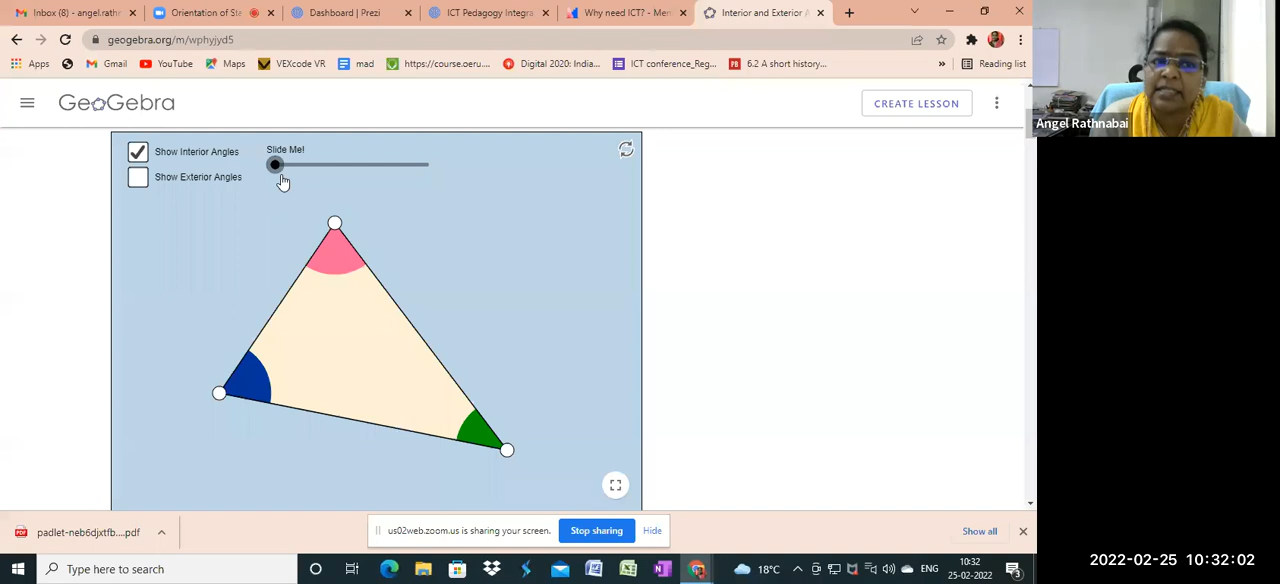 Inbox (8) - angel.rathn
Orientation of Sta
Dashboard | Prezi
ICT Pedagogy Integra
Why need ICT? - Men
Interior and Exterior A
geogebra.org/m/wphyjyd5
Apps
Gmail
YouTube
Maps
VEXcode VR
mad
https://course.oeru....
Digital 2020: India...
ICT conference_Reg...
6.2 A short history...
»
Reading list
GeoGebra
CREATE LESSON
Angel Rathnabai
Show Interior Angles
Slide Me!
Show Exterior Angles
padlet-neb6djxtfb....pdf
us02web.zoom.us is sharing your screen.
Stop sharing
Hide
Show all
Type here to search
18°C
ENG
10:32
25-02-2022
3
2022-02-25 10:32:02